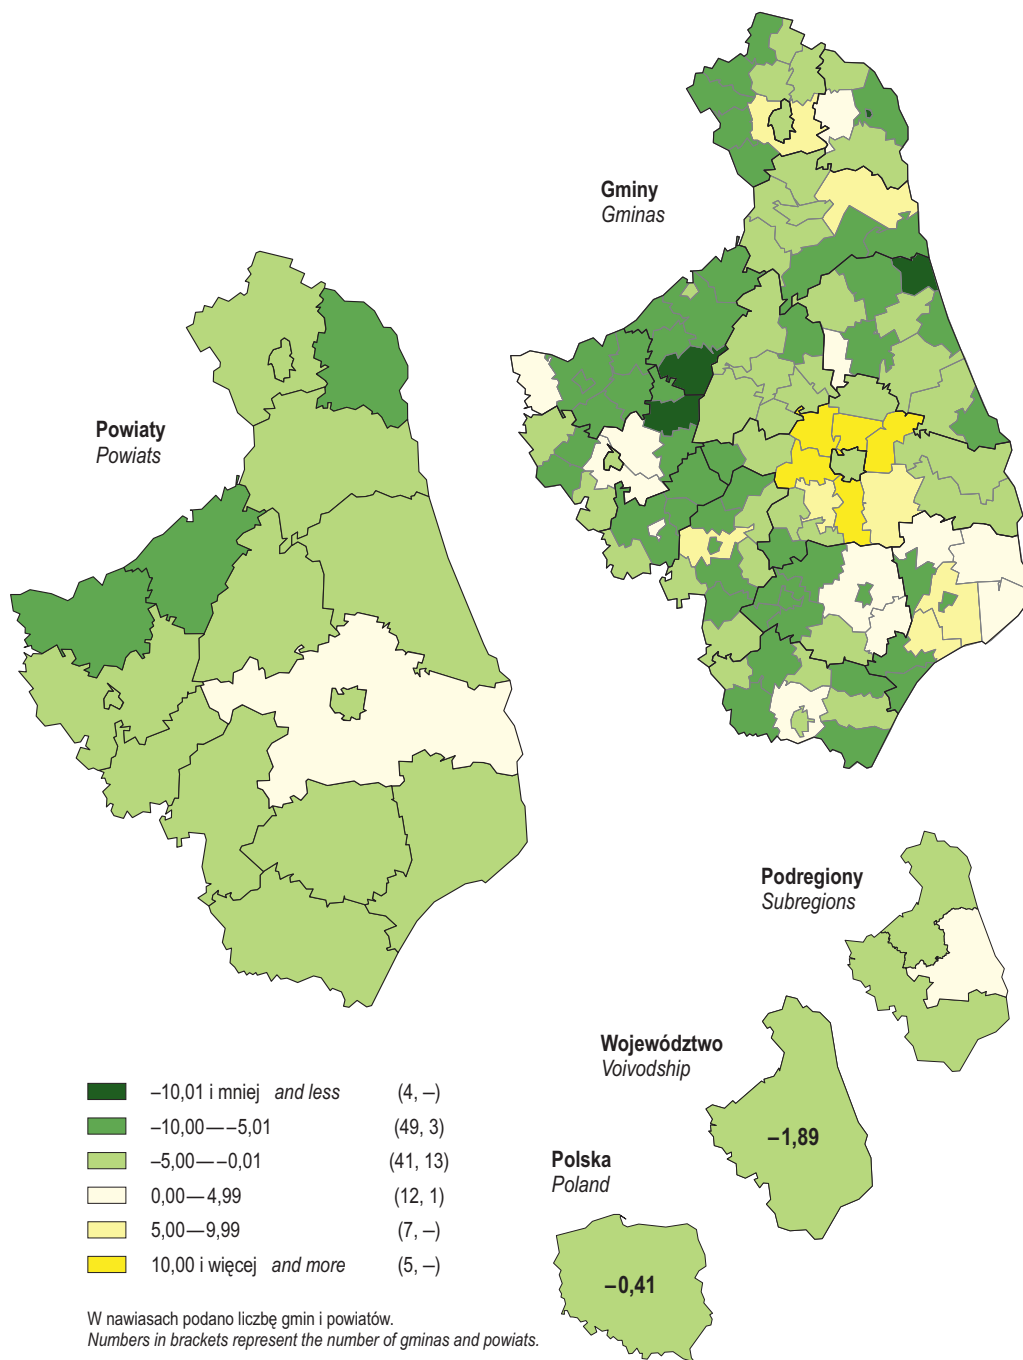 Gminy
Gminas
Powiaty
Powiats
Podregiony
Subregions
Województwo
Voivodship
–1,89
Polska
Poland
–0,41
–10,01 i mniej and less (4, –)
–10,00 — –5,01 (49, 3)
–5,00 — –0,01 (41, 13)
0,00 — 4,99 (12, 1)
5,00 — 9,99 (7, –)
10,00 i więcej and more (5, –)
W nawiasach podano liczbę gmin i powiatów.
Numbers in brackets represent the number of gminas and powiats.